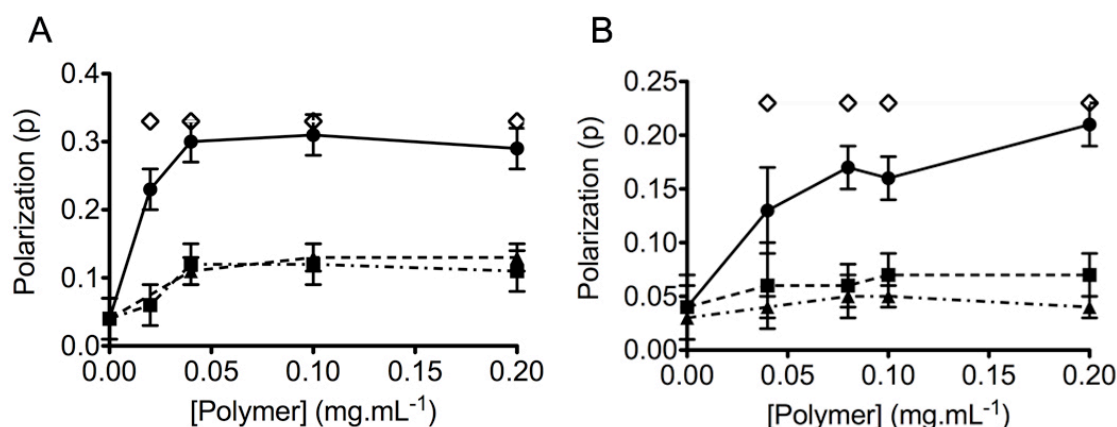 A
Polarization (p)
0.4
0.3
0.2
0.1
0.0
0.00 0.05 0.10 0.15 0.20
[Polymer] (mg.mL-1)
B
Polarization (p)
0.25
0.20
0.15
0.10
0.05
0.00
0.00 0.05 0.10 0.15 0.20
[Polymer] (mg.mL-1)